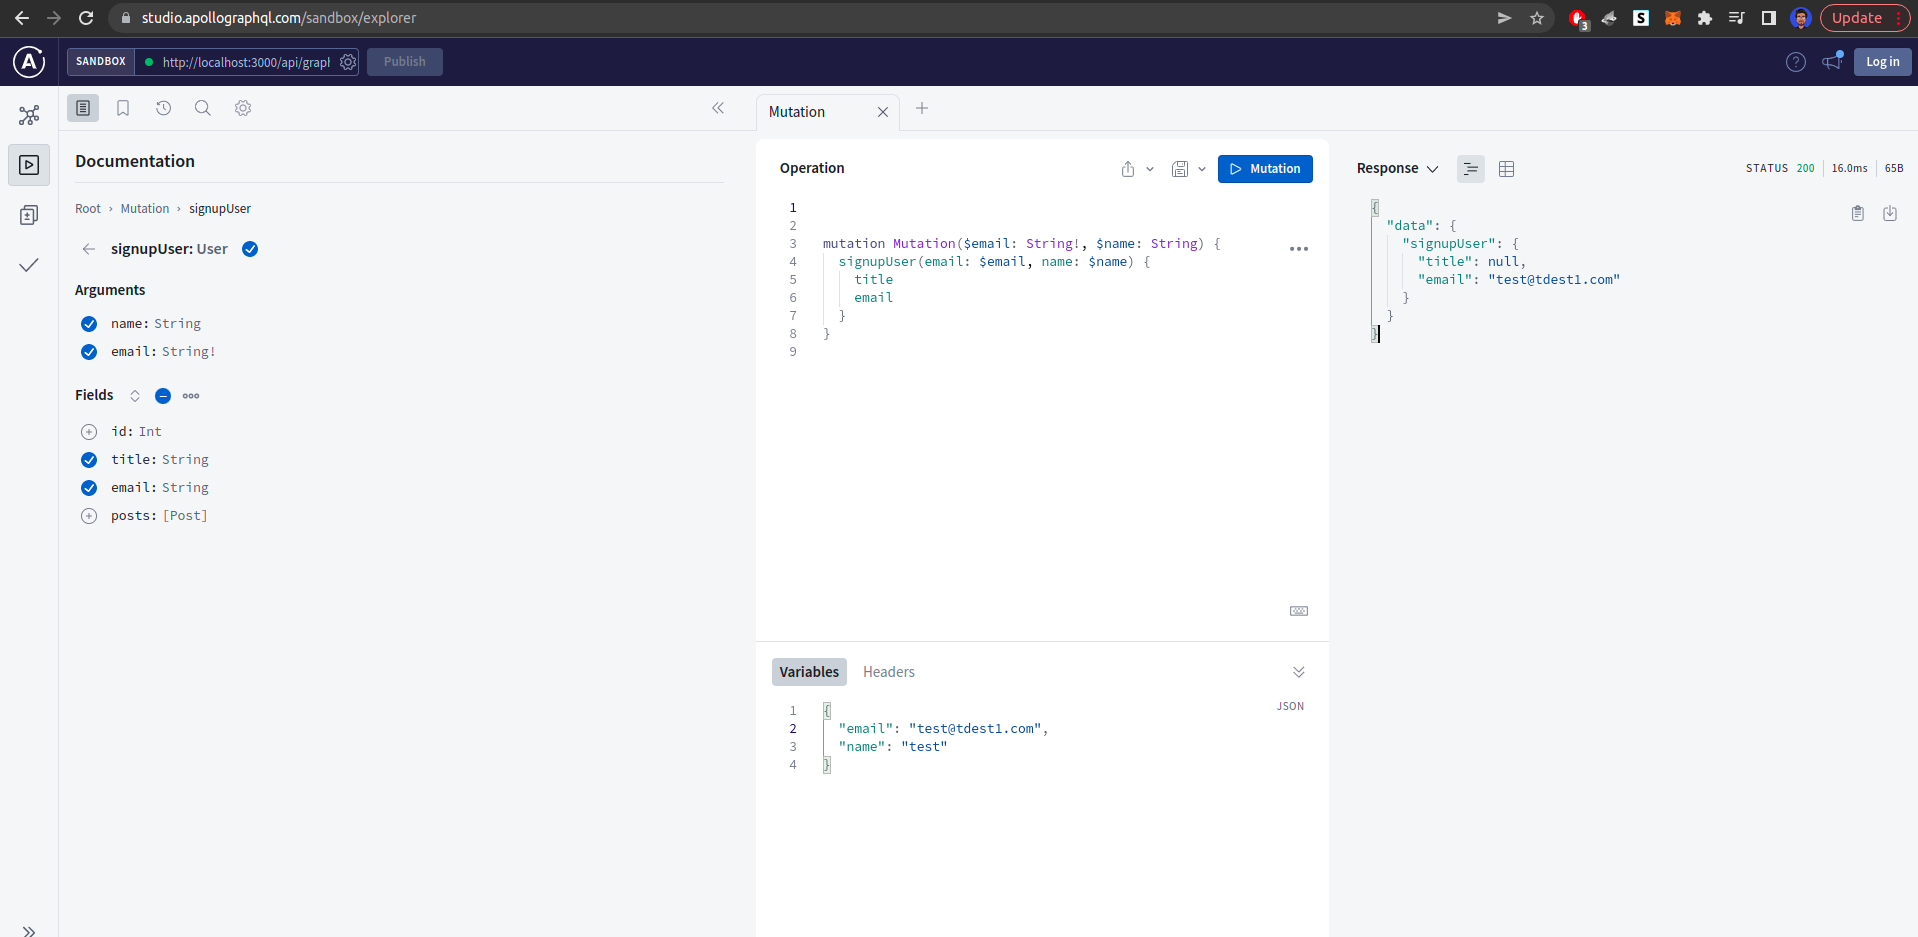 studio.apollographql.com/sandbox/explorer
3
S
Update
A
SANDBOX
http://localhost:3000/api/grapl
Publish
?
Log in
Mutation
Documentation
Root › Mutation › signupUser
signupUser: User
Arguments
name: String
email: String!
Fields
id: Int
title: String
email: String
posts: [Post]
Operation
Mutation
1
2
3 mutation Mutation($email: String!, $name: String) {
4 signupUser(email: $email, name: $name) {
5 title
6 email
7 }
8 }
9
Variables
Headers
JSON
1 {
2 "email": "test@tdest1.com",
3 "name": "test"
4 }
Response
STATUS 200
16.0ms
65B
{
"data": {
"signupUser": {
"title": null,
"email": "test@tdest1.com"
}
}
}